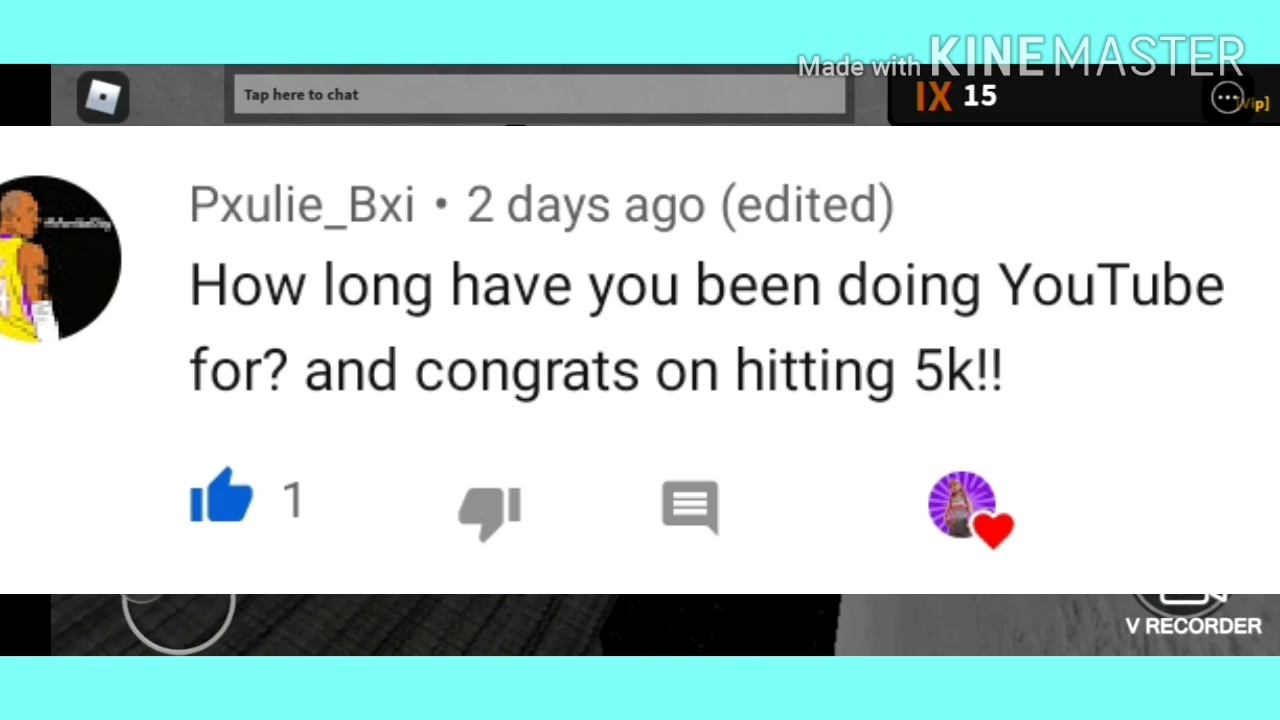 Made with KINEMASTER
Tap here to chat
IX 15
Pxulie_Bxi • 2 days ago (edited)
How long have you been doing YouTube
for? and congrats on hitting 5k!!
1
V RECORDER